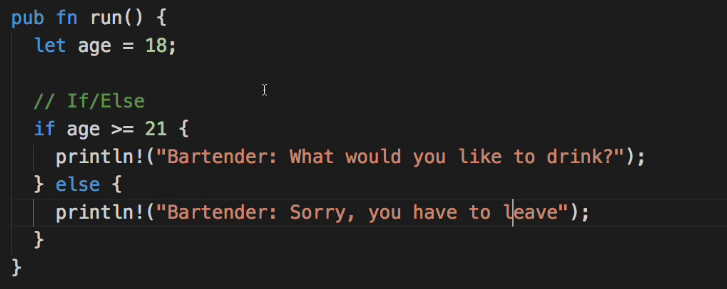 pub fn run() {
  let age = 18;

  // If/Else
  if age >= 21 {
    println!("Bartender: What would you like to drink?");
  } else {
    println!("Bartender: Sorry, you have to leave");
  }
}